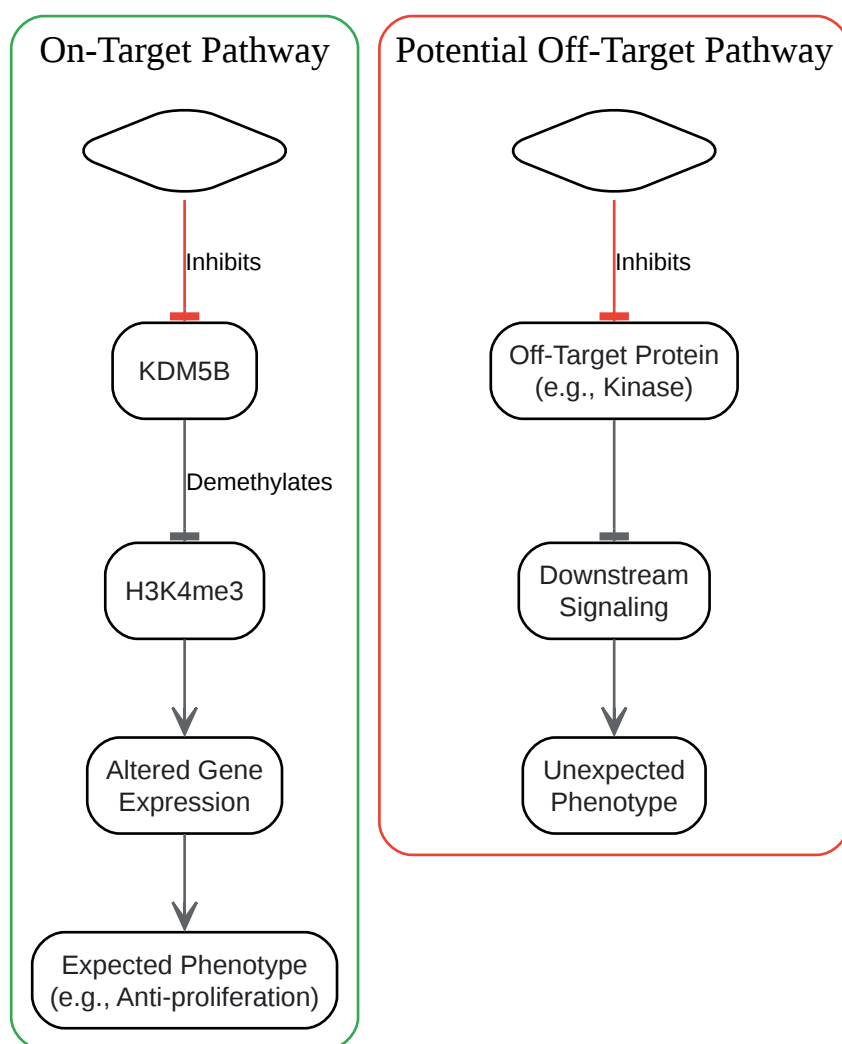 On-Target Pathway
Inhibits
KDM5B
Demethylates
H3K4me3
Altered Gene
Expression
Expected Phenotype
(e.g., Anti-proliferation)
Potential Off-Target Pathway
Inhibits
Off-Target Protein
(e.g., Kinase)
Downstream
Signaling
Unexpected
Phenotype